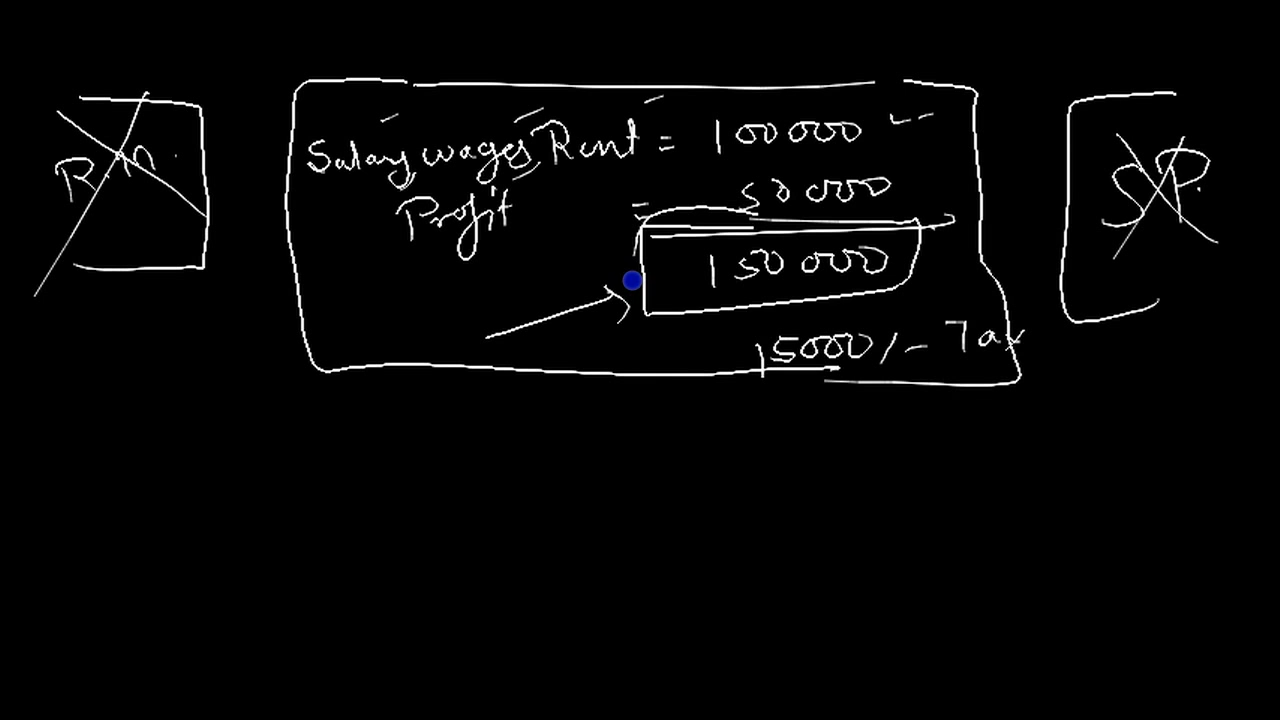 R.m.
Salary, wages, Rent = 100000
Profit = 50000
150000
15000/- Tax
S.P.